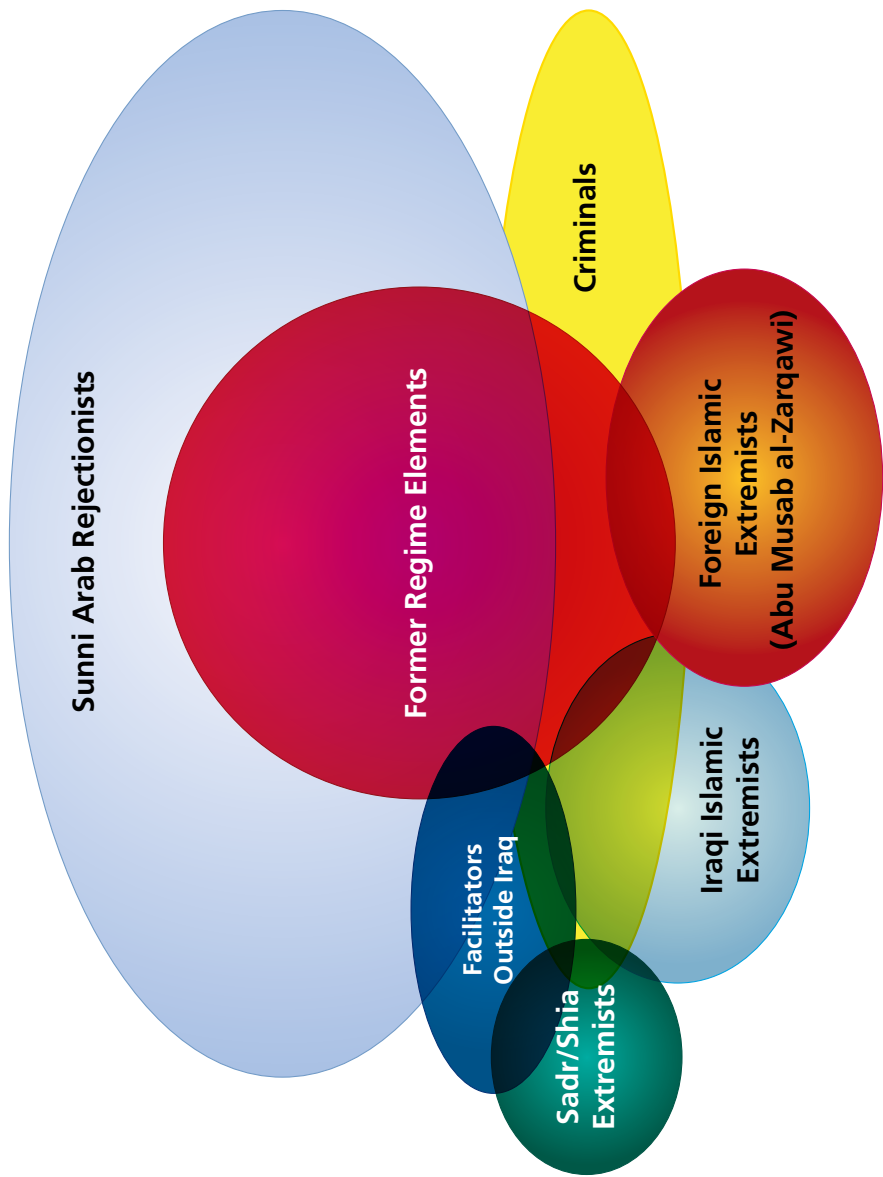 Sunni Arab Rejectionists
Former Regime Elements
Criminals
Facilitators
Outside Iraq
Sadr/Shia
Extremists
Iraqi Islamic
Extremists
Foreign Islamic
Extremists
(Abu Musab al-Zarqawi)